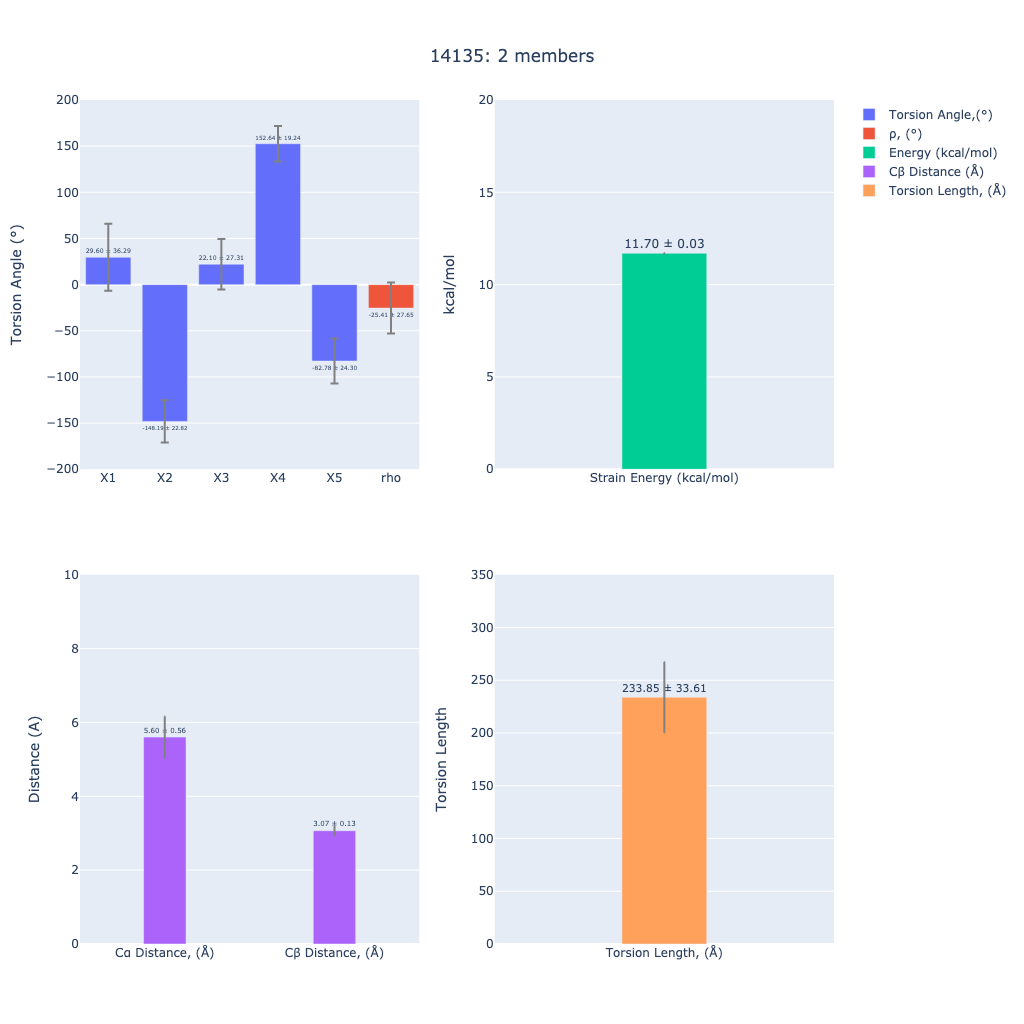 14135: 2 members
200
150
100
50
0
−50
−100
−150
−200
Torsion Angle (°)
29.60 ± 36.29
-148.19 ± 22.82
22.10 ± 27.31
152.64 ± 19.24
-82.78 ± 24.30
-25.41 ± 27.65
X1 X2 X3 X4 X5 rho
20
15
10
5
0
kcal/mol
11.70 ± 0.03
Strain Energy (kcal/mol)
Torsion Angle,(°)
ρ, (°)
Energy (kcal/mol)
Cβ Distance (Å)
Torsion Length, (Å)
10
8
6
4
2
0
Distance (A)
5.60 ± 0.56
3.07 ± 0.13
Cα Distance, (Å) Cβ Distance, (Å)
350
300
250
200
150
100
50
0
Torsion Length
233.85 ± 33.61
Torsion Length, (Å)